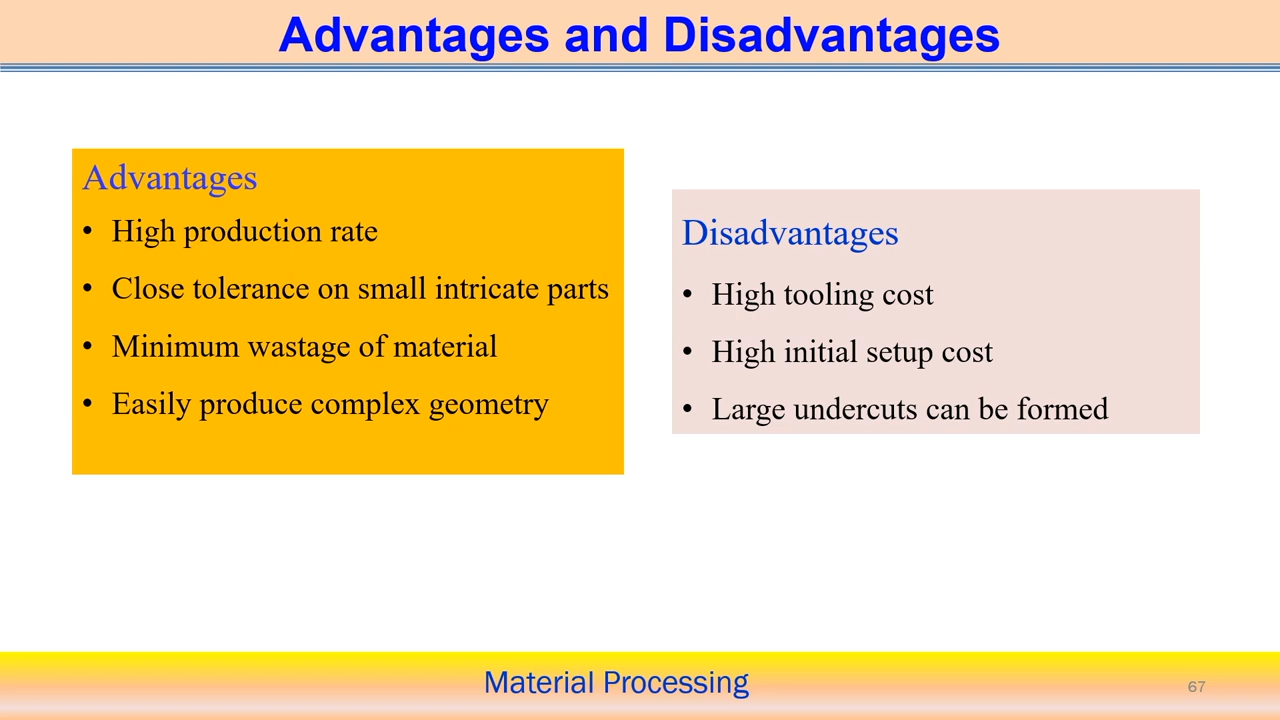 Advantages and Disadvantages
Advantages
• High production rate
• Close tolerance on small intricate parts
• Minimum wastage of material
• Easily produce complex geometry
Disadvantages
• High tooling cost
• High initial setup cost
• Large undercuts can be formed
Material Processing
67